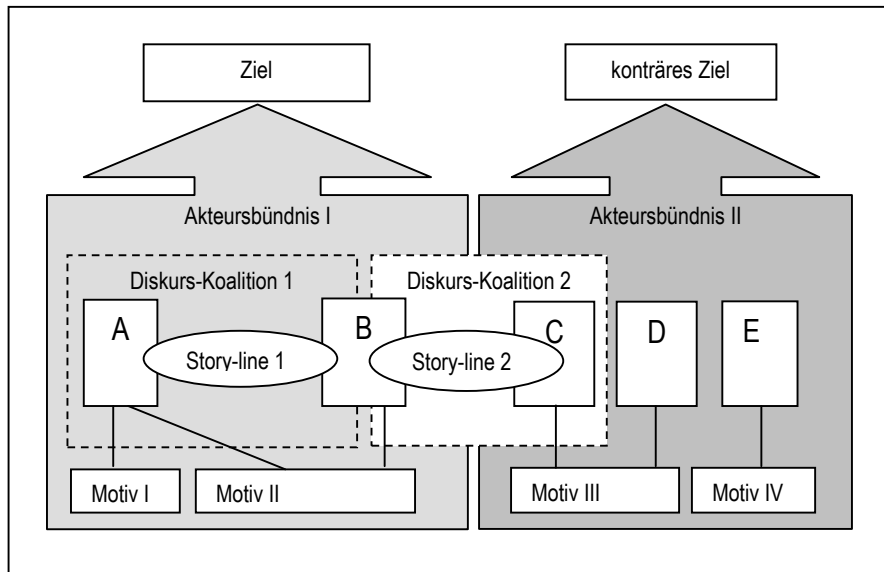 Ziel
konträres Ziel
Akteursbündnis I
Akteursbündnis II
Diskurs-Koalition 1
Diskurs-Koalition 2
A
B
C
D
E
Story-line 1
Story-line 2
Motiv I
Motiv II
Motiv III
Motiv IV